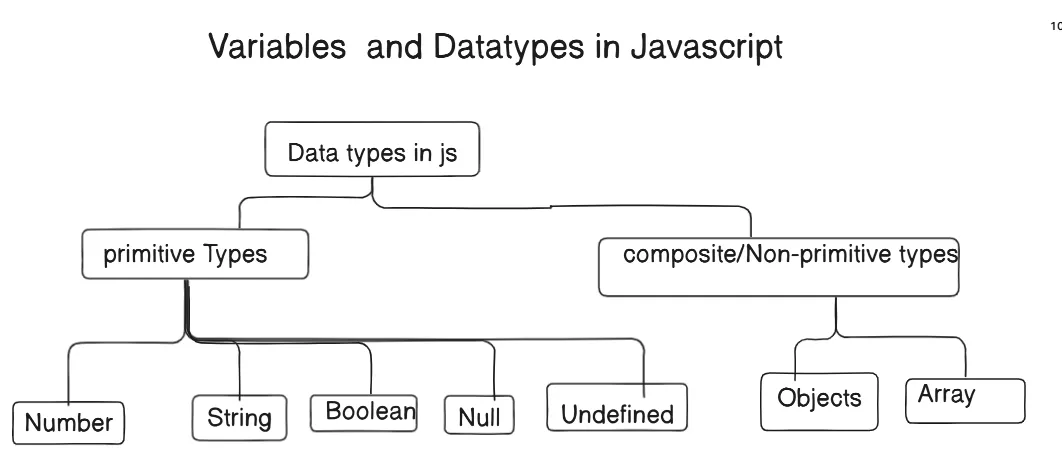 10
Variables and Datatypes in Javascript
Data types in js
primitive Types
composite/Non-primitive types
Number
String
Boolean
Null
Undefined
Objects
Array